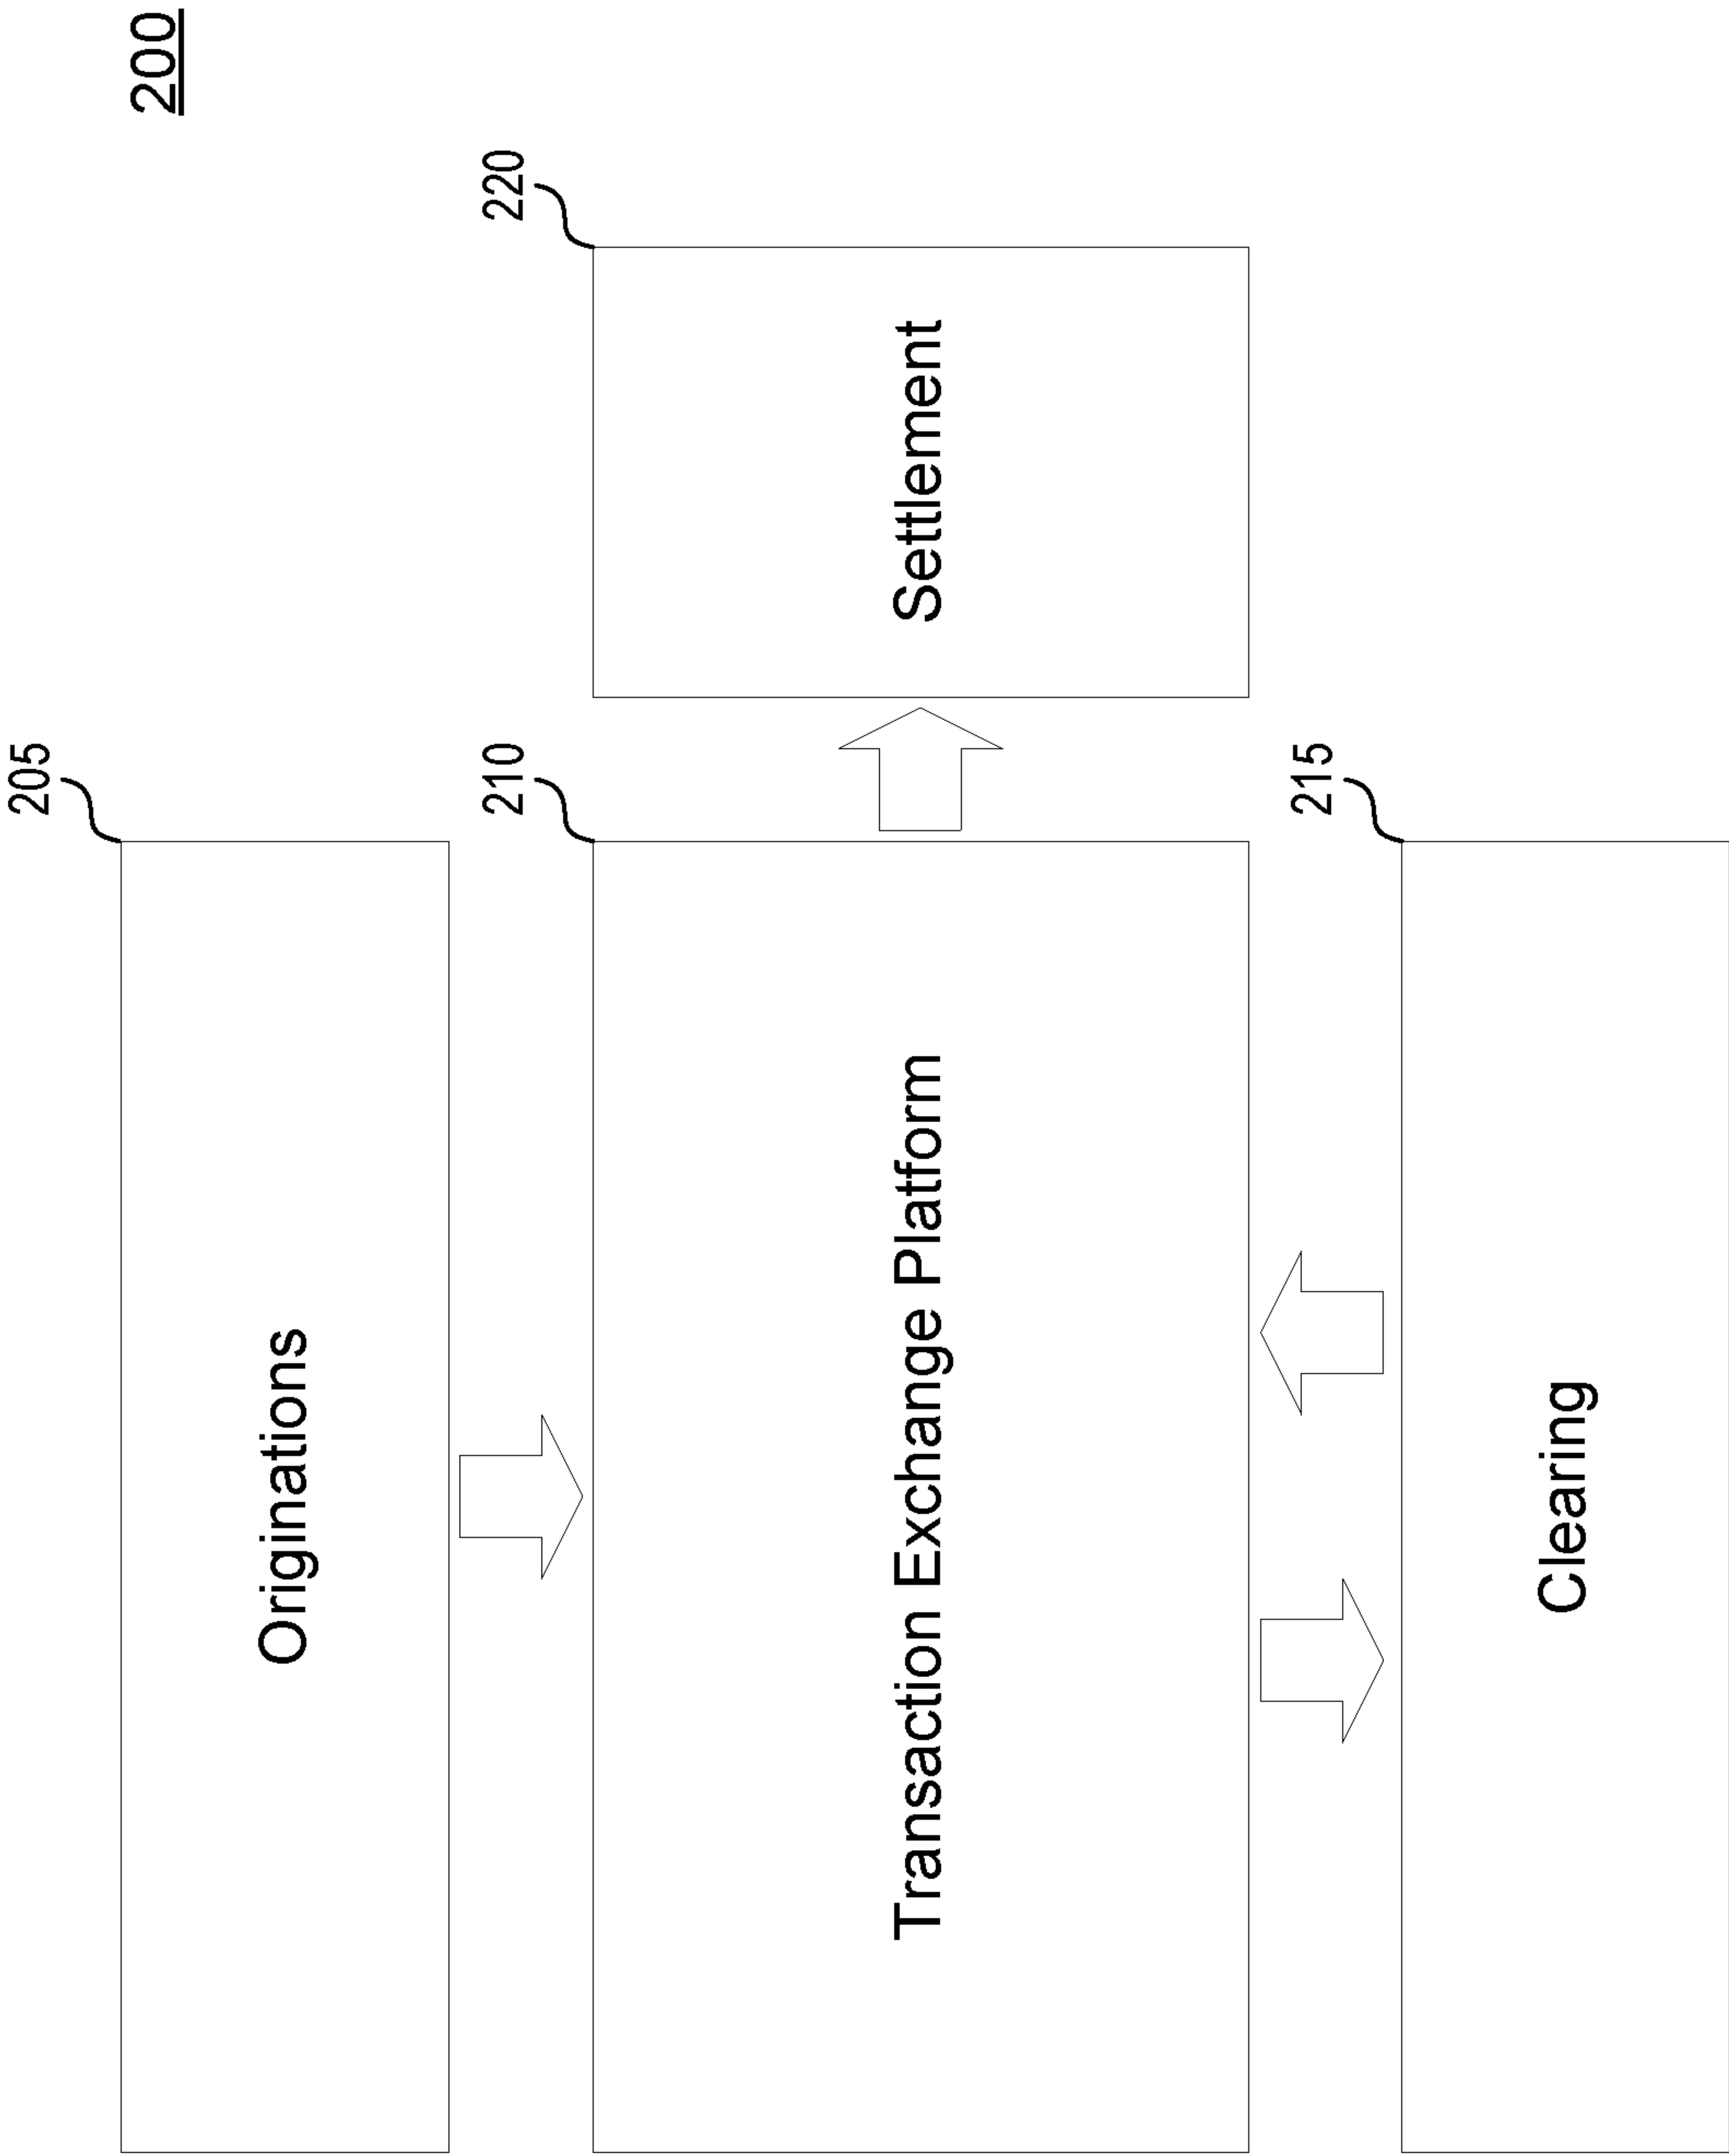 200
205
Originations
210
Transaction Exchange Platform
220
Settlement
215
Clearing